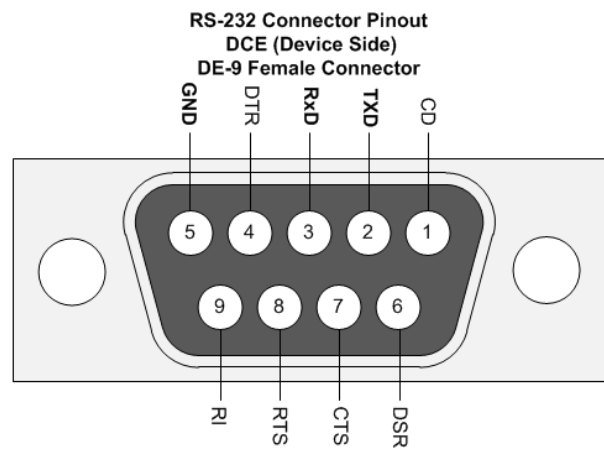 RS-232 Connector Pinout
DCE (Device Side)
DE-9 Female Connector
GND
DTR
RxD
TXD
CD
5
4
3
2
1
9
8
7
6
RI
RTS
CTS
DSR